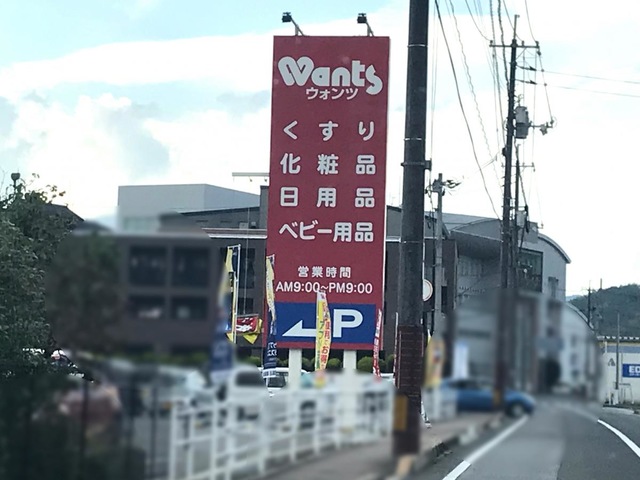 Wants
ウォンツ
くすり
化粧品
日用品
ベビー用品
営業時間
AM9:00~PM9:00
P